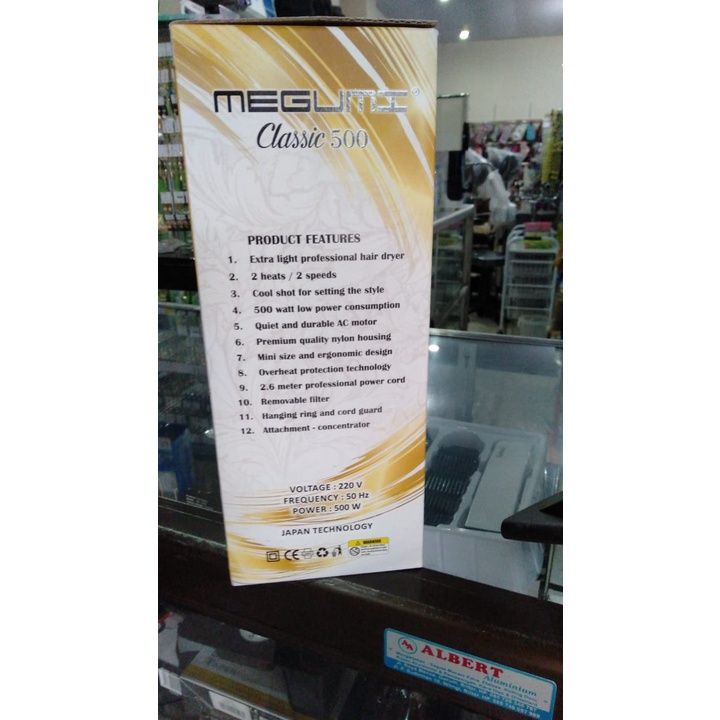 MEGUMI
Classic 500
PRODUCT FEATURES
1. Extra light professional hair dryer
2. 2 heats / 2 speeds
3. Cool shot for setting the style
4. 500 watt low power consumption
5. Quiet and durable AC motor
6. Premium quality nylon housing
7. Mini size and ergonomic design
8. Overheat protection technology
9. 2.6 meter professional power cord
10. Removable filter
11. Hanging ring and cord guard
12. Attachment - concentrator
VOLTAGE : 220 V
FREQUENCY : 50 Hz
POWER : 500 W
JAPAN TECHNOLOGY
CE
WARNING
ALBERT
Aluminium